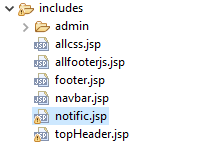 includes
admin
allcss.jsp
allfooterjs.jsp
footer.jsp
navbar.jsp
notific.jsp
topHeader.jsp